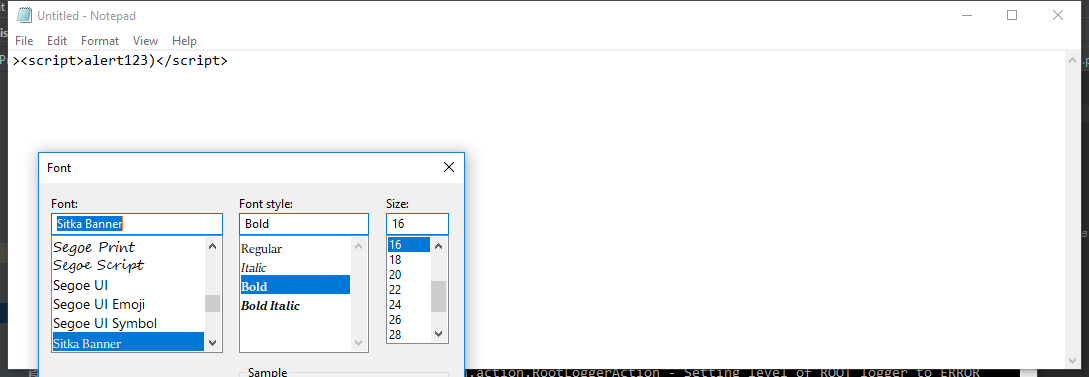 Untitled - Notepad
File Edit Format View Help
><script>alert123)</script>
Font
Font: Font style: Size:
Sitka Banner Bold 16
Segoe Print
Segoe Script
Segoe UI
Segoe UI Emoji
Segoe UI Symbol
Sitka Banner
Regular
Italic
Bold
Bold Italic
16
18
20
22
24
26
28
Sample
.action.RootLoggerAction - Setting level of ROOT logger to ERROR